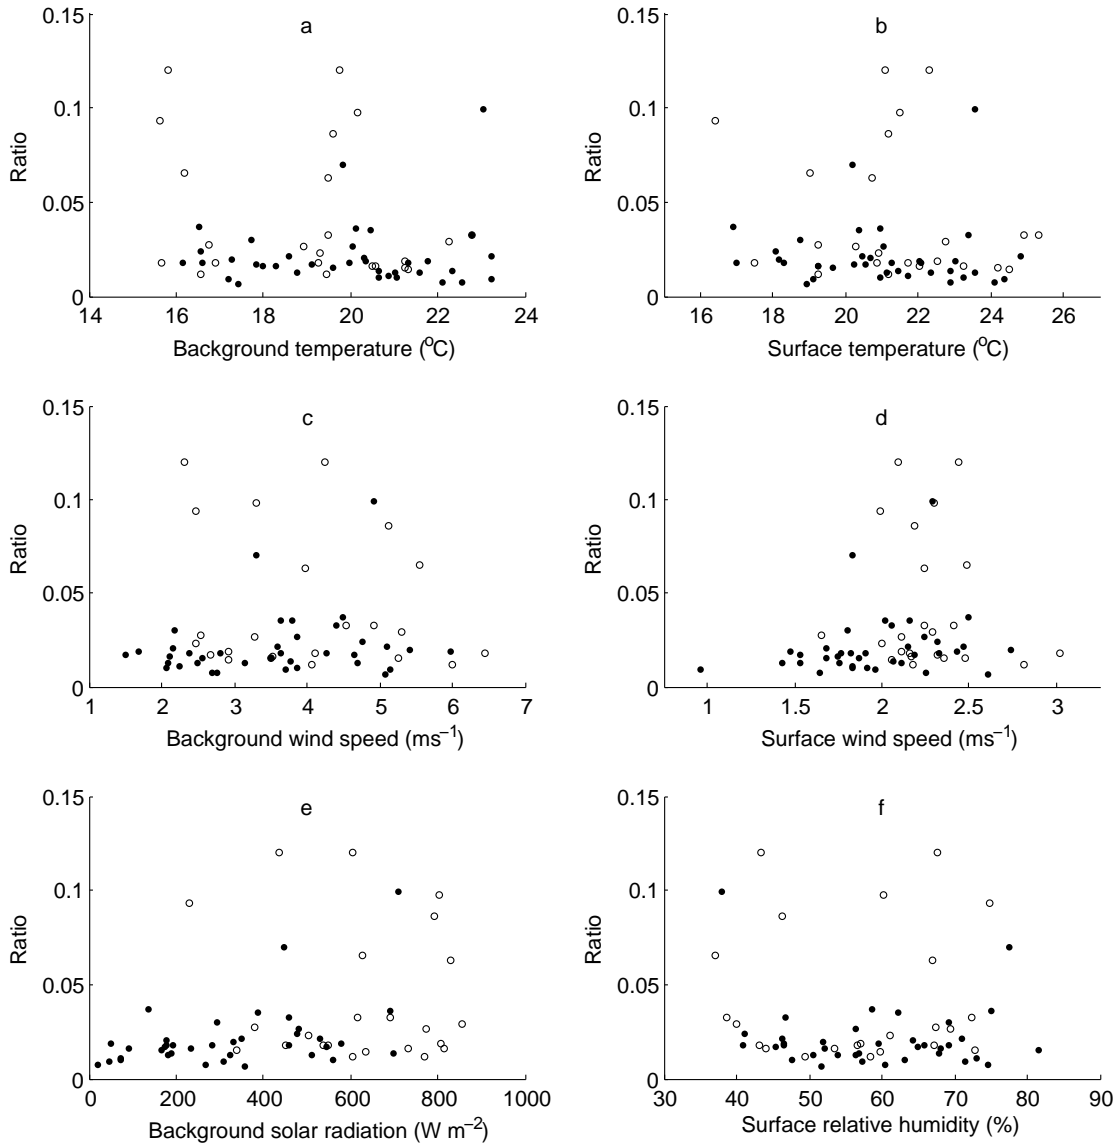 a
0.15
0.1
0.05
0
Ratio
14 16 18 20 22 24
Background temperature (oC)
b
0.15
0.1
0.05
0
Ratio
16 18 20 22 24 26
Surface temperature (oC)
c
0.15
0.1
0.05
0
Ratio
1 2 3 4 5 6 7
Background wind speed (ms−1)
d
0.15
0.1
0.05
0
Ratio
1 1.5 2 2.5 3
Surface wind speed (ms−1)
e
0.15
0.1
0.05
0
Ratio
0 200 400 600 800 1000
Background solar radiation (W m−2)
f
0.15
0.1
0.05
0
Ratio
30 40 50 60 70 80 90
Surface relative humidity (%)